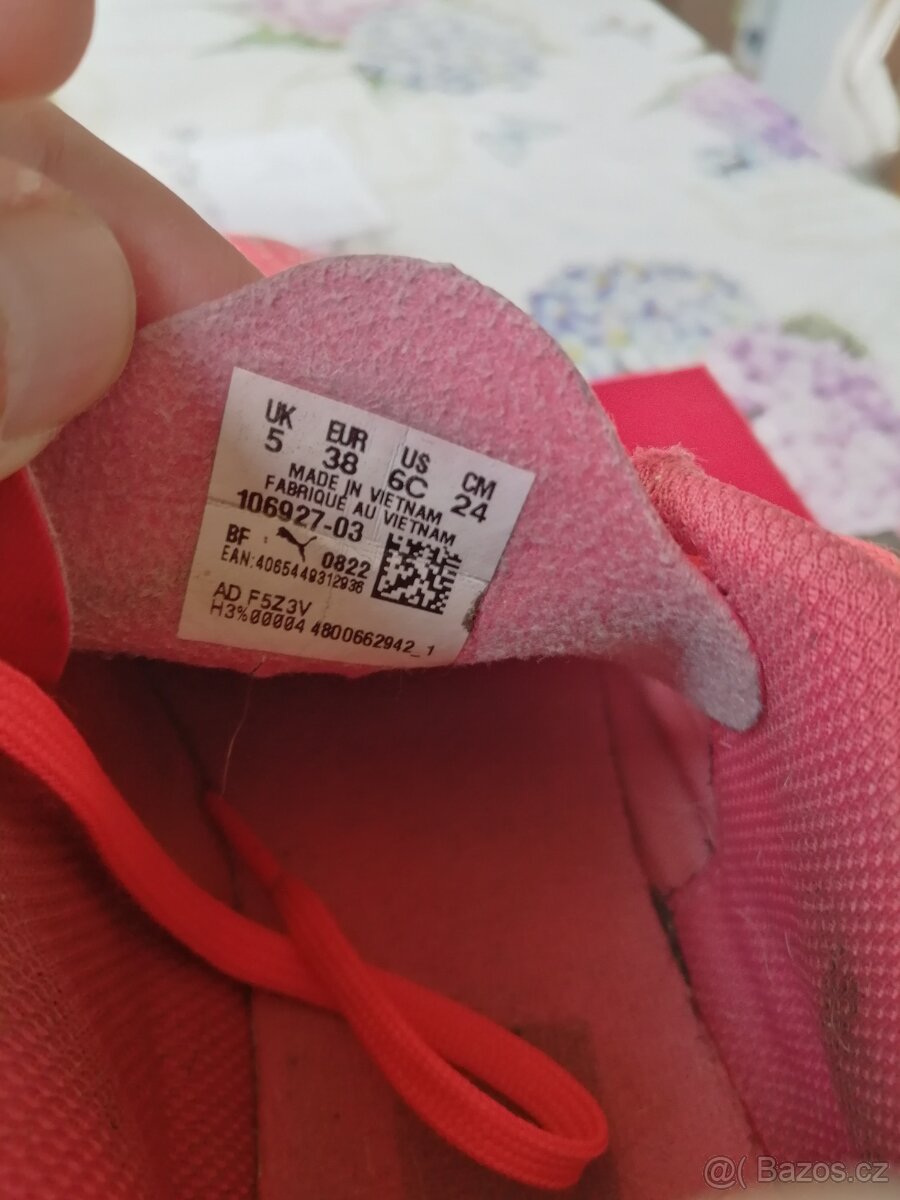 UK EUR US CM
5 38 6C 24
MADE IN VIETNAM
FABRIQUÉ AU VIETNAM
106927-03
BF 0822
EAN:4065449312936
AD F5Z3V
H3%00004 4800662942_1
@( Bazos.cz